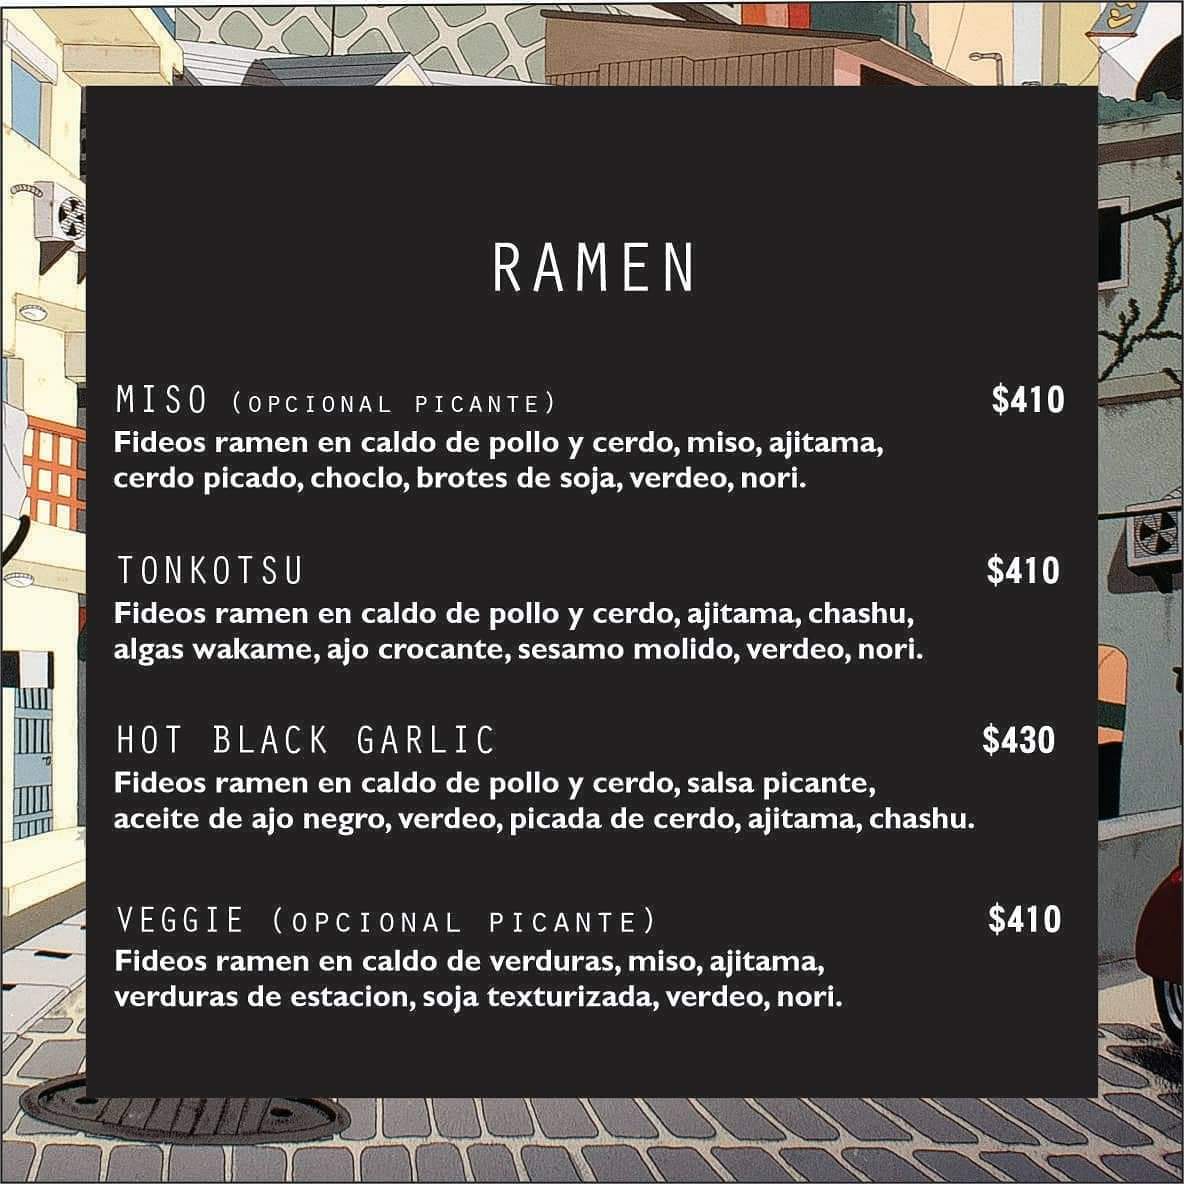 RAMEN
MISO (OPCIONAL PICANTE) $410
Fideos ramen en caldo de pollo y cerdo, miso, ajitama,
cerdo picado, choclo, brotes de soja, verdeo, nori.
TONKOTSU $410
Fideos ramen en caldo de pollo y cerdo, ajitama, chashu,
algas wakame, ajo crocante, sesamo molido, verdeo, nori.
HOT BLACK GARLIC $430
Fideos ramen en caldo de pollo y cerdo, salsa picante,
aceite de ajo negro, verdeo, picada de cerdo, ajitama, chashu.
VEGGIE (OPCIONAL PICANTE) $410
Fideos ramen en caldo de verduras, miso, ajitama,
verduras de estacion, soja texturizada, verdeo, nori.